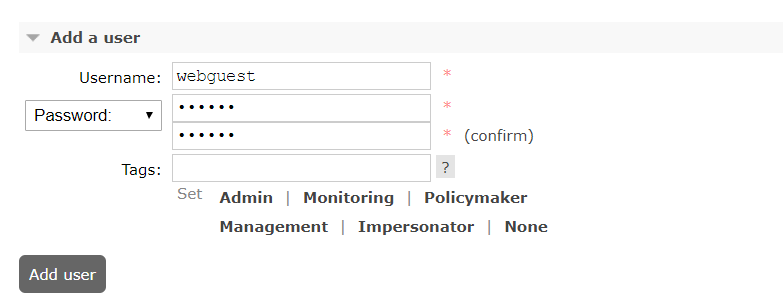 Add a user
Username: webguest *
Password: •••••• *
•••••• * (confirm)
Tags: ?
Set Admin | Monitoring | Policymaker
Management | Impersonator | None
Add user